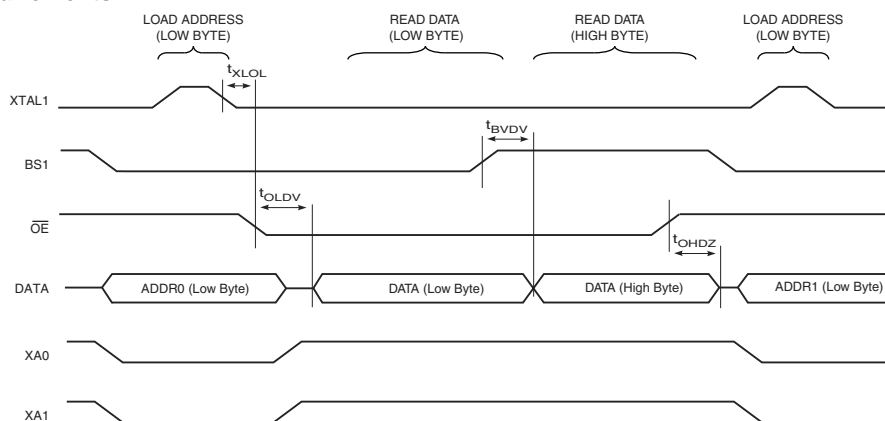 LOAD ADDRESS
(LOW BYTE)
READ DATA
(LOW BYTE)
READ DATA
(HIGH BYTE)
LOAD ADDRESS
(LOW BYTE)
tXLOL
XTAL1
tBVDV
BS1
tOLDV
OE
tOHDZ
DATA
ADDR0 (Low Byte)
DATA (Low Byte)
DATA (High Byte)
ADDR1 (Low Byte)
XA0
XA1